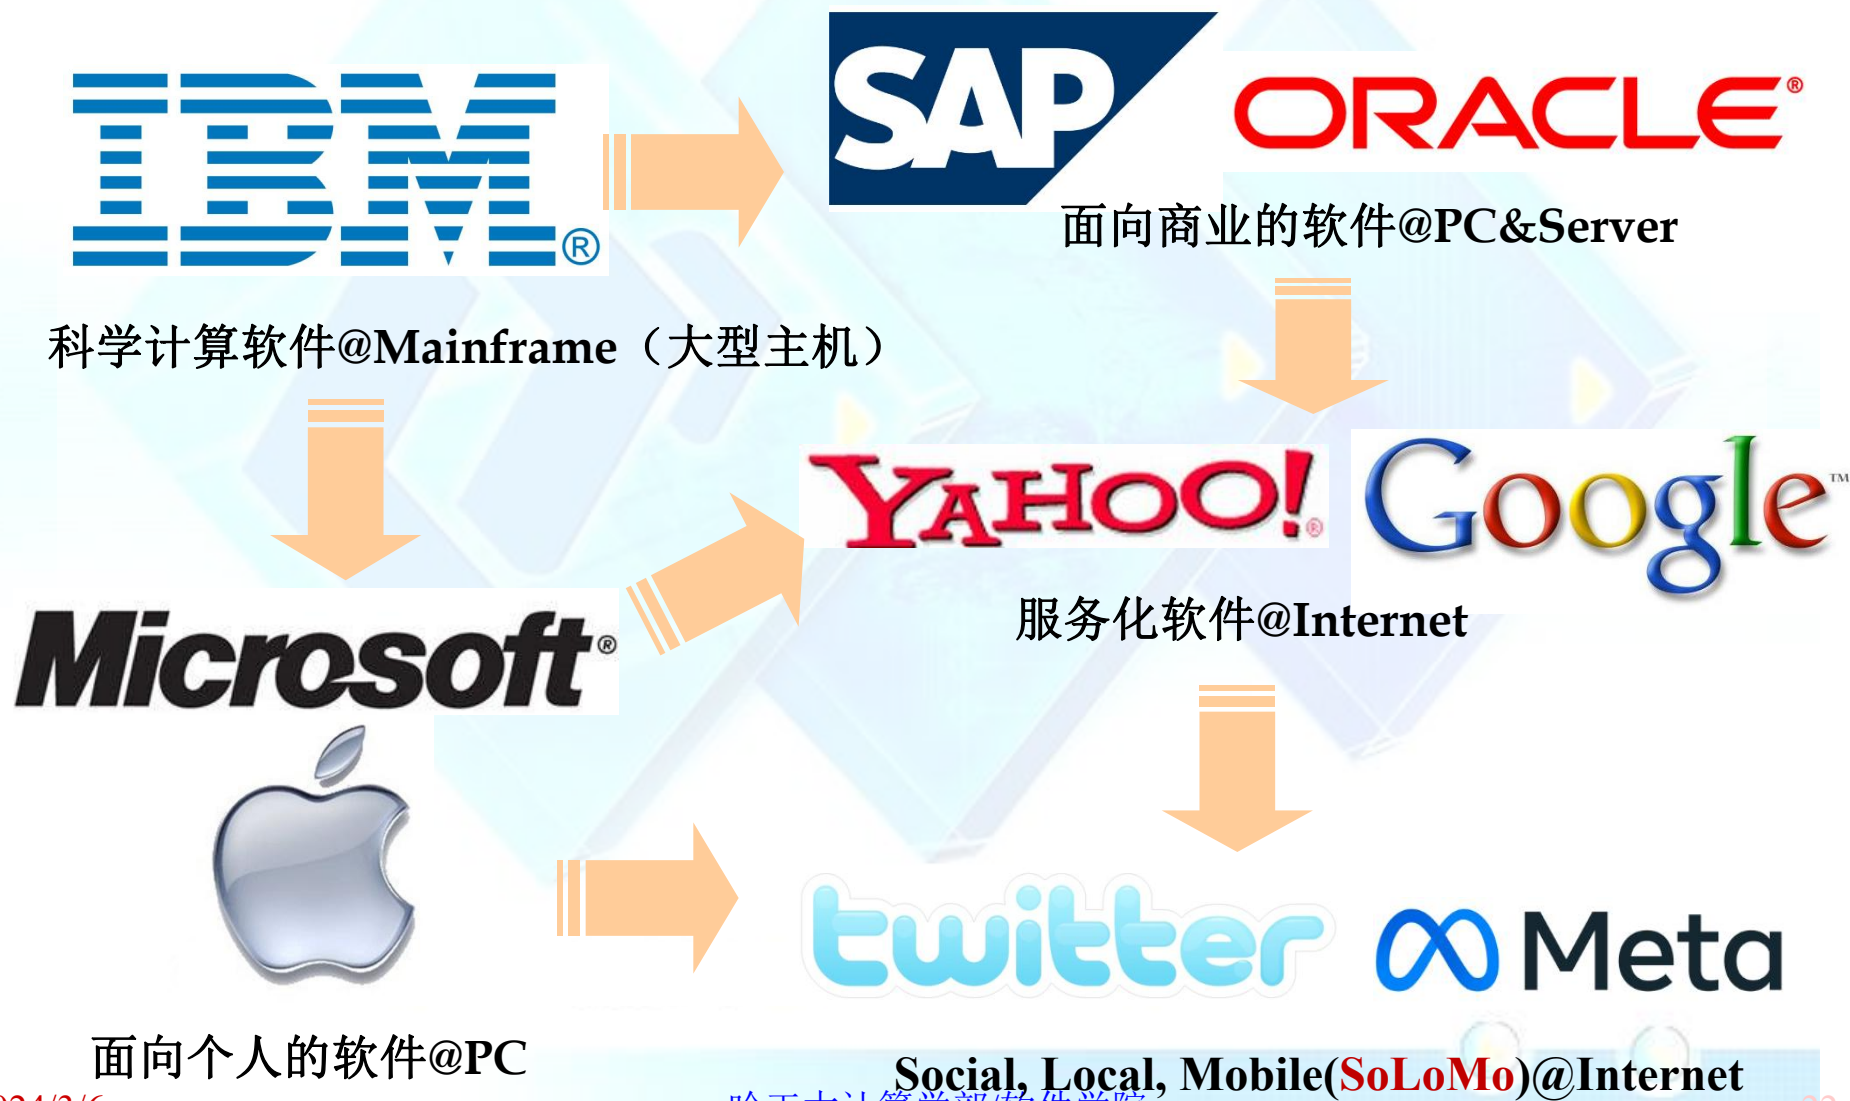 IBM®
SAP
ORACLE®
面向商业的软件@PC&Server
科学计算软件@Mainframe（大型主机）
YAHOO!®
Google™
服务化软件@Internet
Microsoft®
twitter
Meta
面向个人的软件@PC
Social, Local, Mobile(SoLoMo)@Internet